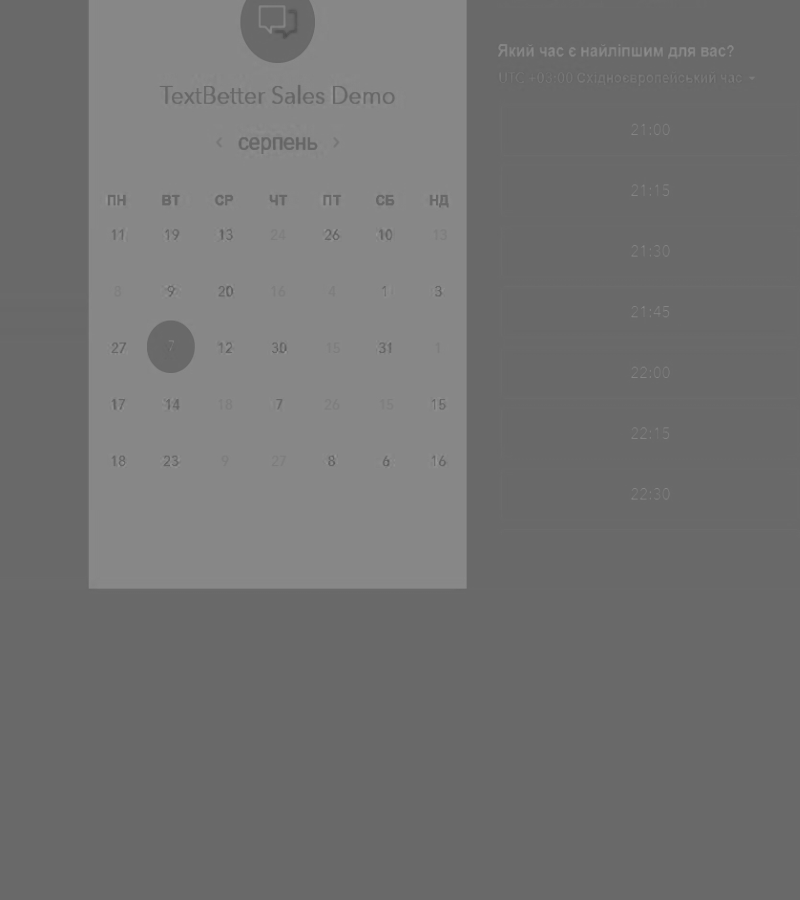 TextBetter Sales Demo
серпень
ПН ВТ СР ЧТ ПТ СБ НД
11 19 13 24 26 10 13
8 9 20 16 4 1 3
27 7 12 30 15 31 1
17 14 18 7 26 15 15
18 23 9 27 8 6 16
Який час є найліпшим для вас?
UTC +03:00 Східноєвропейський час
21:00
21:15
21:30
21:45
22:00
22:15
22:30